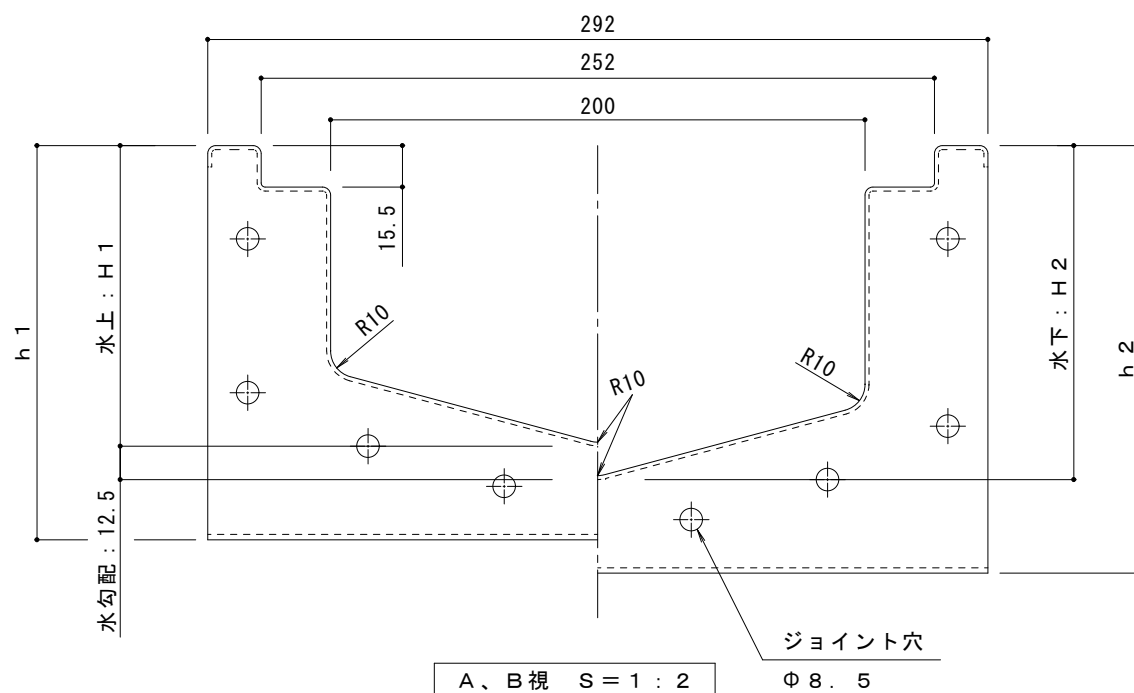 292
252
200
15.5
水上：H1
h1
R10
R10
R10
水下：H2
h2
水勾配：12.5
ジョイント穴
Φ8．5
A、B視　S＝1：2